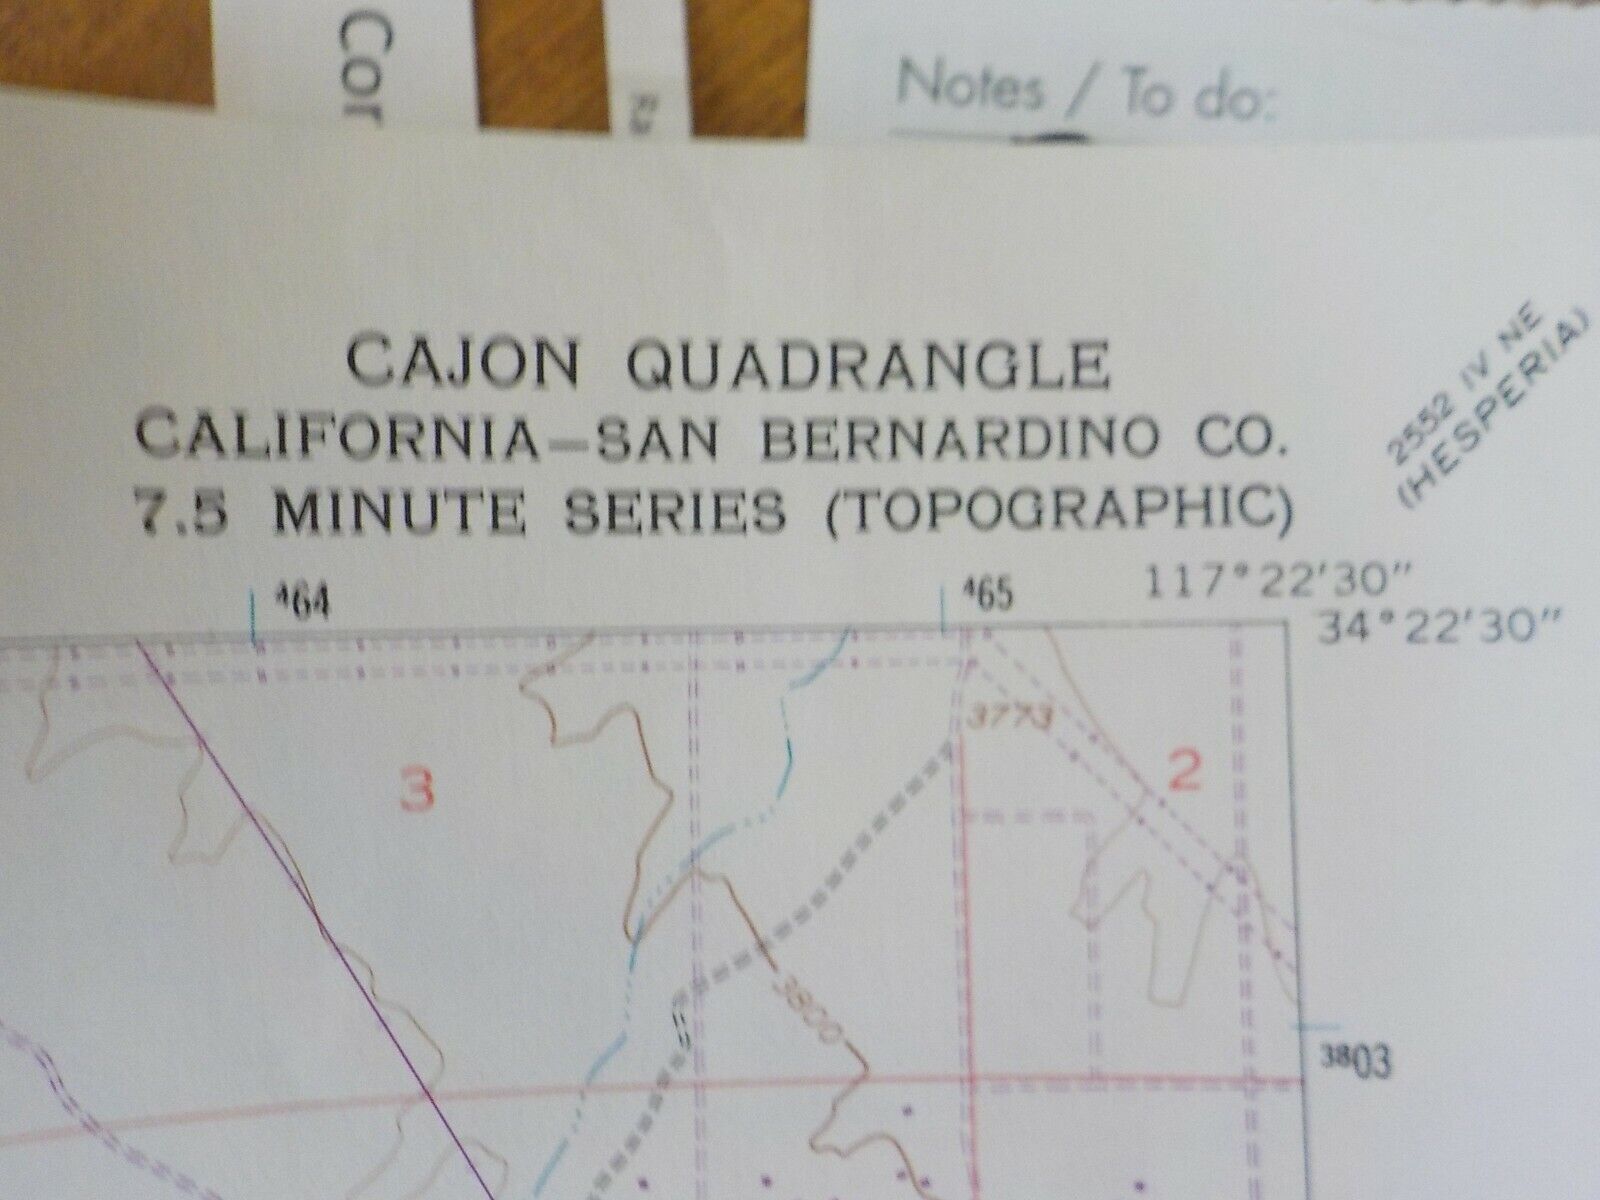 Cor
Ra
Notes / To do:
CAJON QUADRANGLE
CALIFORNIA—SAN BERNARDINO CO.
7.5 MINUTE SERIES (TOPOGRAPHIC)
2552 IV NE
(HESPERIA)
464
465
117°22'30"
34°22'30"
3773
3
2
3800
3803